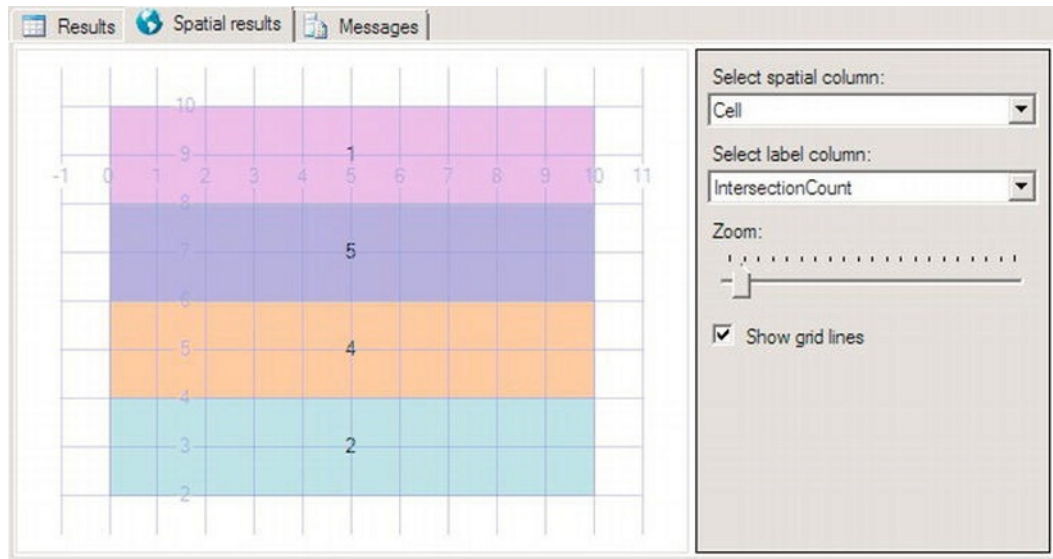 Results Spatial results Messages
10
1
9
-1 0 1 2 3 4 5 6 7 8 9 10 11
8
7 5
6
5 4
4
3 2
2
Select spatial column:
Cell
Select label column:
IntersectionCount
Zoom:
Show grid lines